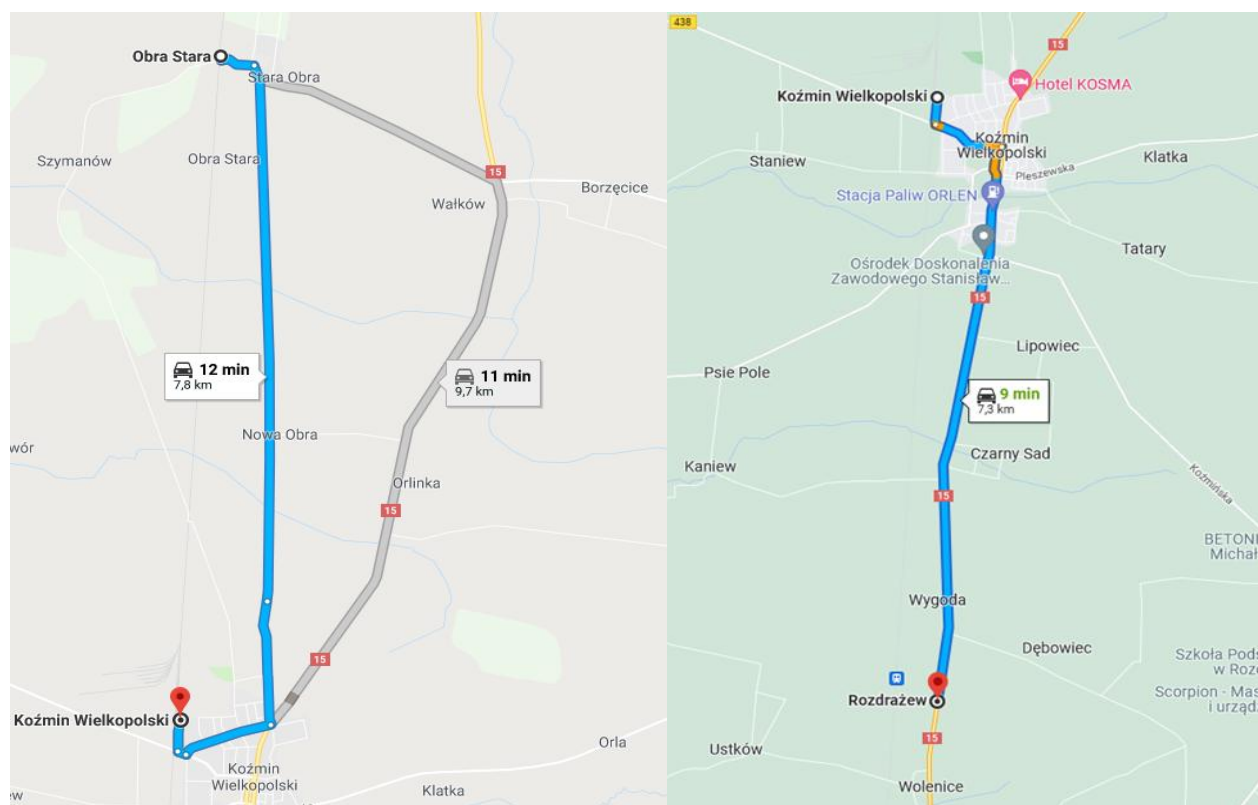 Obra Stara
Stara Obra
Szymanów
Obra Stara
15
Borzęcice
Wałków
12 min
7,8 km
11 min
9,7 km
Nowa Obra
wór
Orlinka
15
15
Koźmin Wielkopolski
Orla
Koźmin
Wielkopolski
Klatka
ew
438
15
Hotel KOSMA
Koźmin Wielkopolski
Koźmin
Wielkopolski
Klatka
Staniew
Pleszewska
Stacja Paliw ORLEN
Tatary
Ośrodek Doskonalenia
Zawodowego Stanisław...
15
Lipowiec
Psie Pole
9 min
7,3 km
Czarny Sad
Kaniew
Koźmińska
15
BETONI
Michał
Wygoda
Dębowiec
Szkoła Pods
w Roz
Rozdrażew
Scorpion - Mas
i urząd
15
Ustków
Wolenice